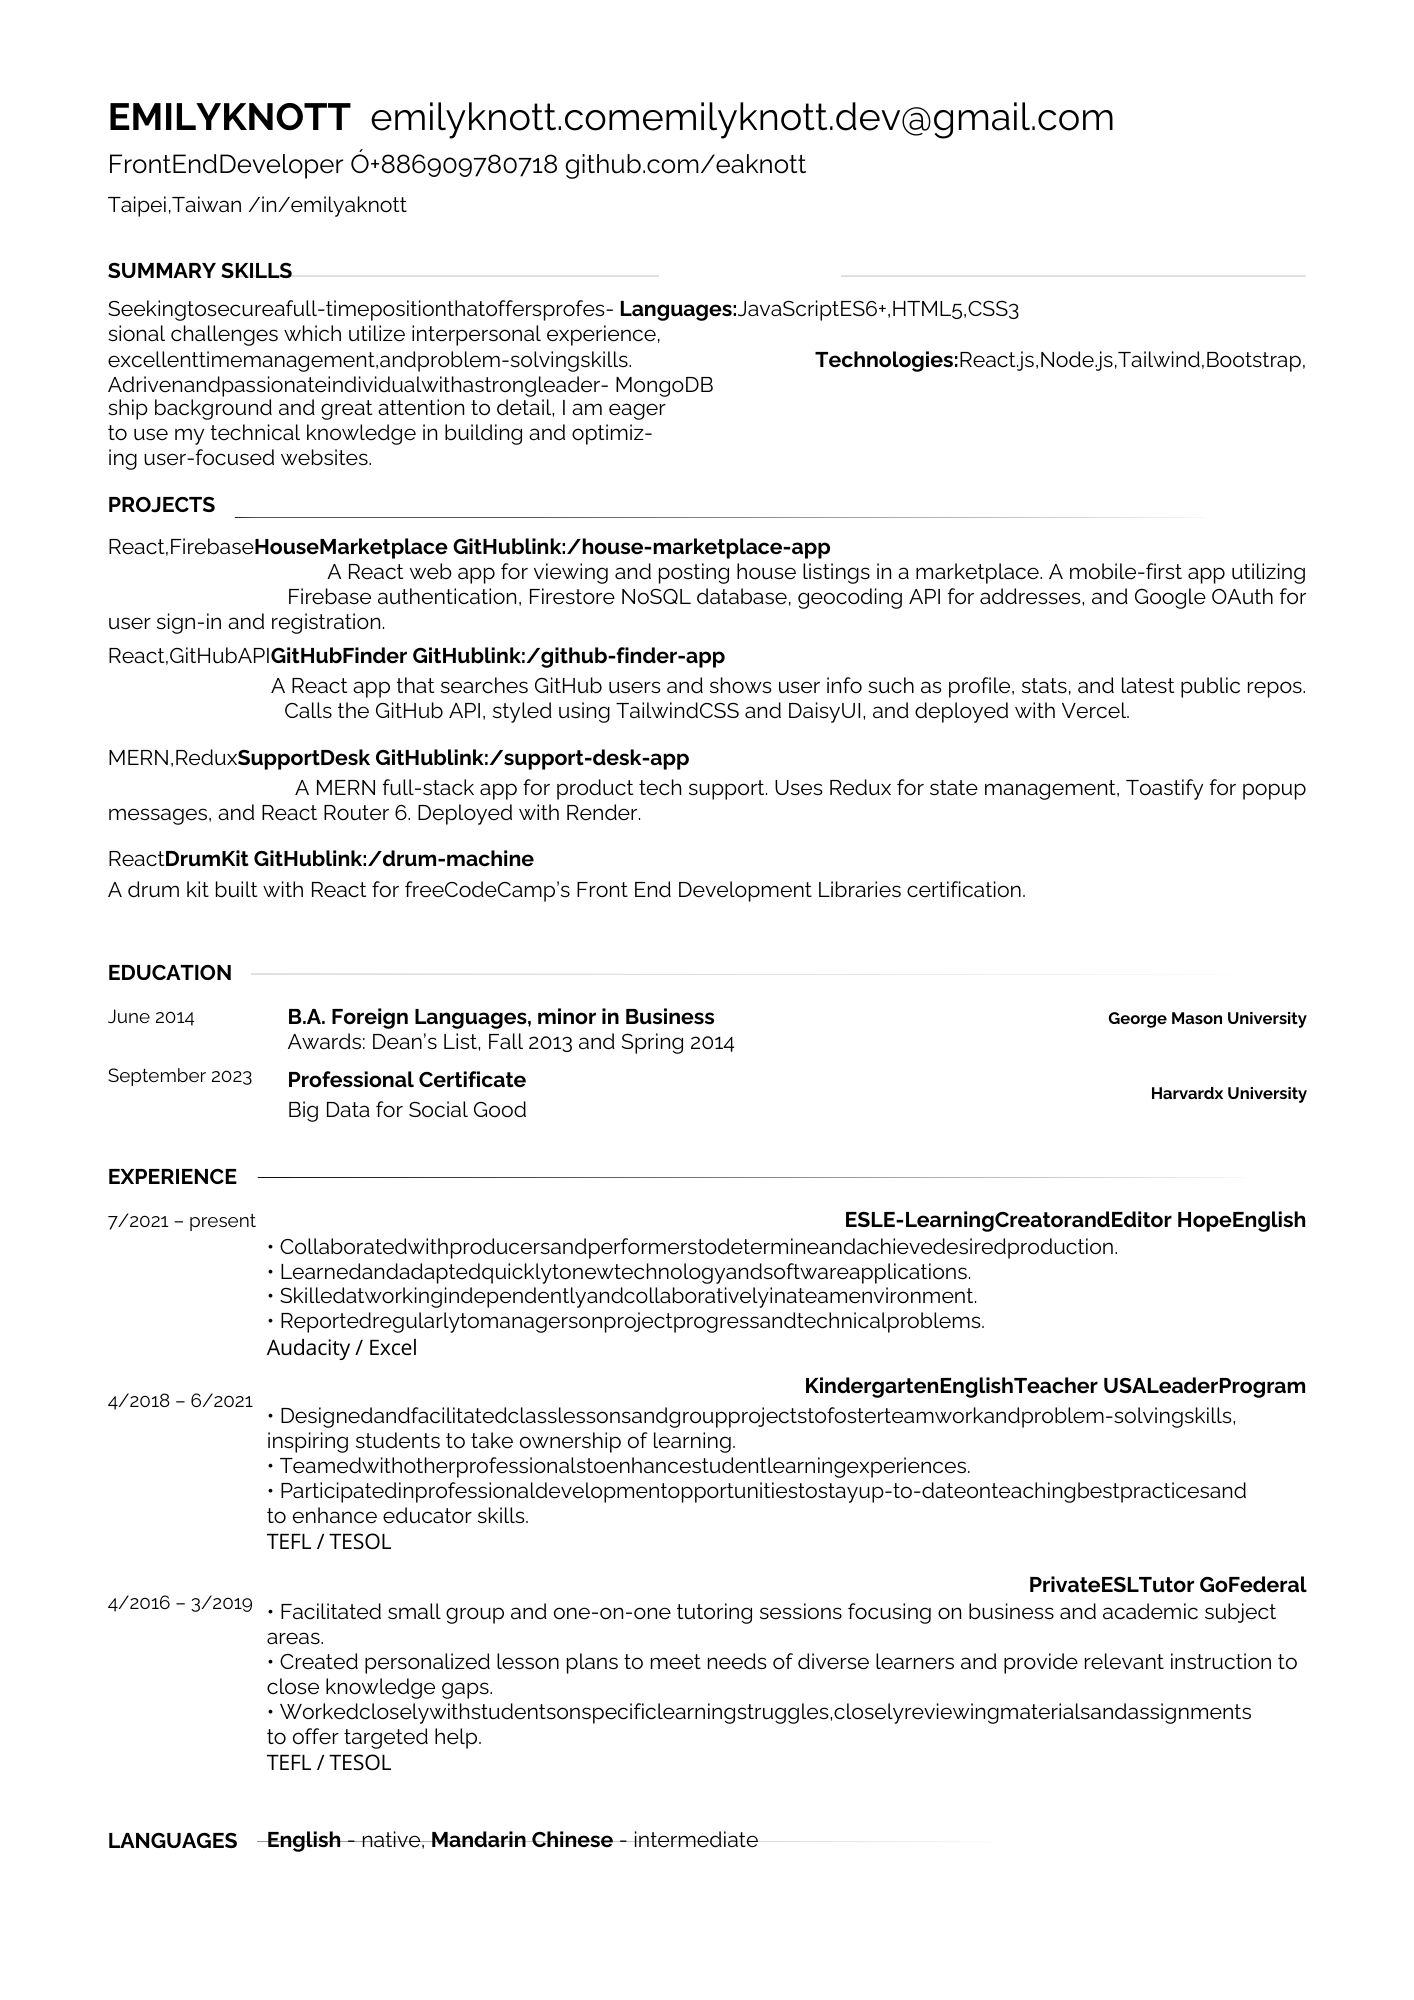 EMILYKNOTT emilyknott.comemilyknott.dev@gmail.com
FrontEndDeveloper Ó+886909780718 github.com/eaknott
Taipei,Taiwan /in/emilyaknott
SUMMARY SKILLS
Seekingtosecureafull-timepositionthatoffersprofes- Languages:JavaScriptES6+,HTML5,CSS3
sional challenges which utilize interpersonal experience,
excellenttimemanagement,andproblem-solvingskills. Technologies:React.js,Node.js,Tailwind,Bootstrap,
Adrivenandpassionateindividualwithastrongleader- MongoDB
ship background and great attention to detail, I am eager
to use my technical knowledge in building and optimiz-
ing user-focused websites.
PROJECTS
React,FirebaseHouseMarketplace GitHublink:/house-marketplace-app
A React web app for viewing and posting house listings in a marketplace. A mobile-first app utilizing
Firebase authentication, Firestore NoSQL database, geocoding API for addresses, and Google OAuth for
user sign-in and registration.
React,GitHubAPIGitHubFinder GitHublink:/github-finder-app
A React app that searches GitHub users and shows user info such as profile, stats, and latest public repos.
Calls the GitHub API, styled using TailwindCSS and DaisyUI, and deployed with Vercel.
MERN,ReduxSupportDesk GitHublink:/support-desk-app
A MERN full-stack app for product tech support. Uses Redux for state management, Toastify for popup
messages, and React Router 6. Deployed with Render.
ReactDrumKit GitHublink:/drum-machine
A drum kit built with React for freeCodeCamp's Front End Development Libraries certification.
EDUCATION
June 2014 B.A. Foreign Languages, minor in Business George Mason University
Awards: Dean's List, Fall 2013 and Spring 2014
September 2023 Professional Certificate Harvardx University
Big Data for Social Good
EXPERIENCE
7/2021 – present ESLE-LearningCreatorandEditor HopeEnglish
• Collaboratedwithproducersandperformerstodetermineandachievedesiredproduction.
• Learnedandadaptedquicklytonewtechnologyandsoftwareapplications.
• Skilledatworkingindependentlyandcollaborativelyinateamenvironment.
• Reportedregularlytomanagersonprojectprogressandtechnicalproblems.
Audacity / Excel
4/2018 – 6/2021 KindergartenEnglishTeacher USALeaderProgram
• Designedandfacilitatedclasslessonsandgroupprojectstofosterteamworkandproblem-solvingskills,
inspiring students to take ownership of learning.
• Teamedwithotherprofessionalstoenhancestudentlearningexperiences.
• Participatedinprofessionaldevelopmentopportunitiestostayup-to-dateonteachingbestpracticesand
to enhance educator skills.
TEFL / TESOL
4/2016 – 3/2019 PrivateESLTutor GoFederal
• Facilitated small group and one-on-one tutoring sessions focusing on business and academic subject
areas.
• Created personalized lesson plans to meet needs of diverse learners and provide relevant instruction to
close knowledge gaps.
• Workedcloselywithstudentsonspecificlearningstruggles,closelyreviewingmaterialsandassignments
to offer targeted help.
TEFL / TESOL
LANGUAGES English - native, Mandarin Chinese - intermediate